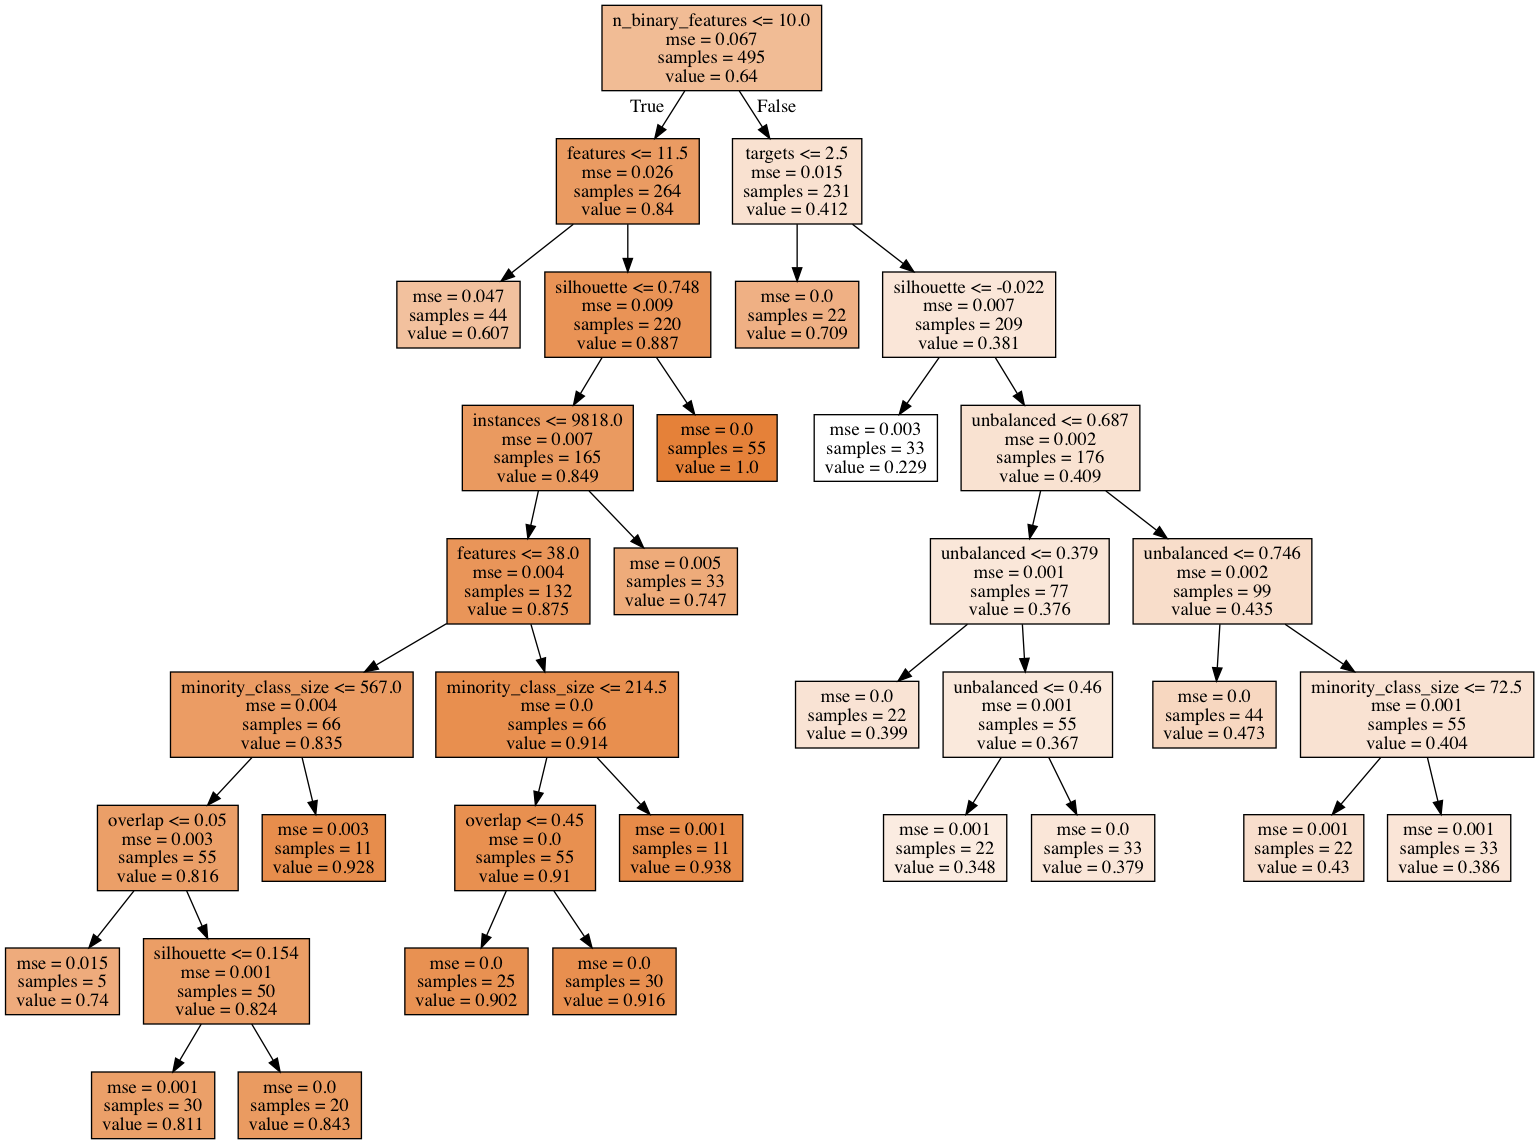 n_binary_features <= 10.0
mse = 0.067
samples = 495
value = 0.64
True
False
features <= 11.5
mse = 0.026
samples = 264
value = 0.84
targets <= 2.5
mse = 0.015
samples = 231
value = 0.412
mse = 0.047
samples = 44
value = 0.607
silhouette <= 0.748
mse = 0.009
samples = 220
value = 0.887
mse = 0.0
samples = 22
value = 0.709
silhouette <= -0.022
mse = 0.007
samples = 209
value = 0.381
instances <= 9818.0
mse = 0.007
samples = 165
value = 0.849
mse = 0.0
samples = 55
value = 1.0
mse = 0.003
samples = 33
value = 0.229
unbalanced <= 0.687
mse = 0.002
samples = 176
value = 0.409
features <= 38.0
mse = 0.004
samples = 132
value = 0.875
mse = 0.005
samples = 33
value = 0.747
unbalanced <= 0.379
mse = 0.001
samples = 77
value = 0.376
unbalanced <= 0.746
mse = 0.002
samples = 99
value = 0.435
minority_class_size <= 567.0
mse = 0.004
samples = 66
value = 0.835
minority_class_size <= 214.5
mse = 0.0
samples = 66
value = 0.914
mse = 0.0
samples = 22
value = 0.399
unbalanced <= 0.46
mse = 0.001
samples = 55
value = 0.367
mse = 0.0
samples = 44
value = 0.473
minority_class_size <= 72.5
mse = 0.001
samples = 55
value = 0.404
overlap <= 0.05
mse = 0.003
samples = 55
value = 0.816
mse = 0.003
samples = 11
value = 0.928
overlap <= 0.45
mse = 0.0
samples = 55
value = 0.91
mse = 0.001
samples = 11
value = 0.938
mse = 0.001
samples = 22
value = 0.348
mse = 0.0
samples = 33
value = 0.379
mse = 0.001
samples = 22
value = 0.43
mse = 0.001
samples = 33
value = 0.386
mse = 0.015
samples = 5
value = 0.74
silhouette <= 0.154
mse = 0.001
samples = 50
value = 0.824
mse = 0.0
samples = 25
value = 0.902
mse = 0.0
samples = 30
value = 0.916
mse = 0.001
samples = 30
value = 0.811
mse = 0.0
samples = 20
value = 0.843